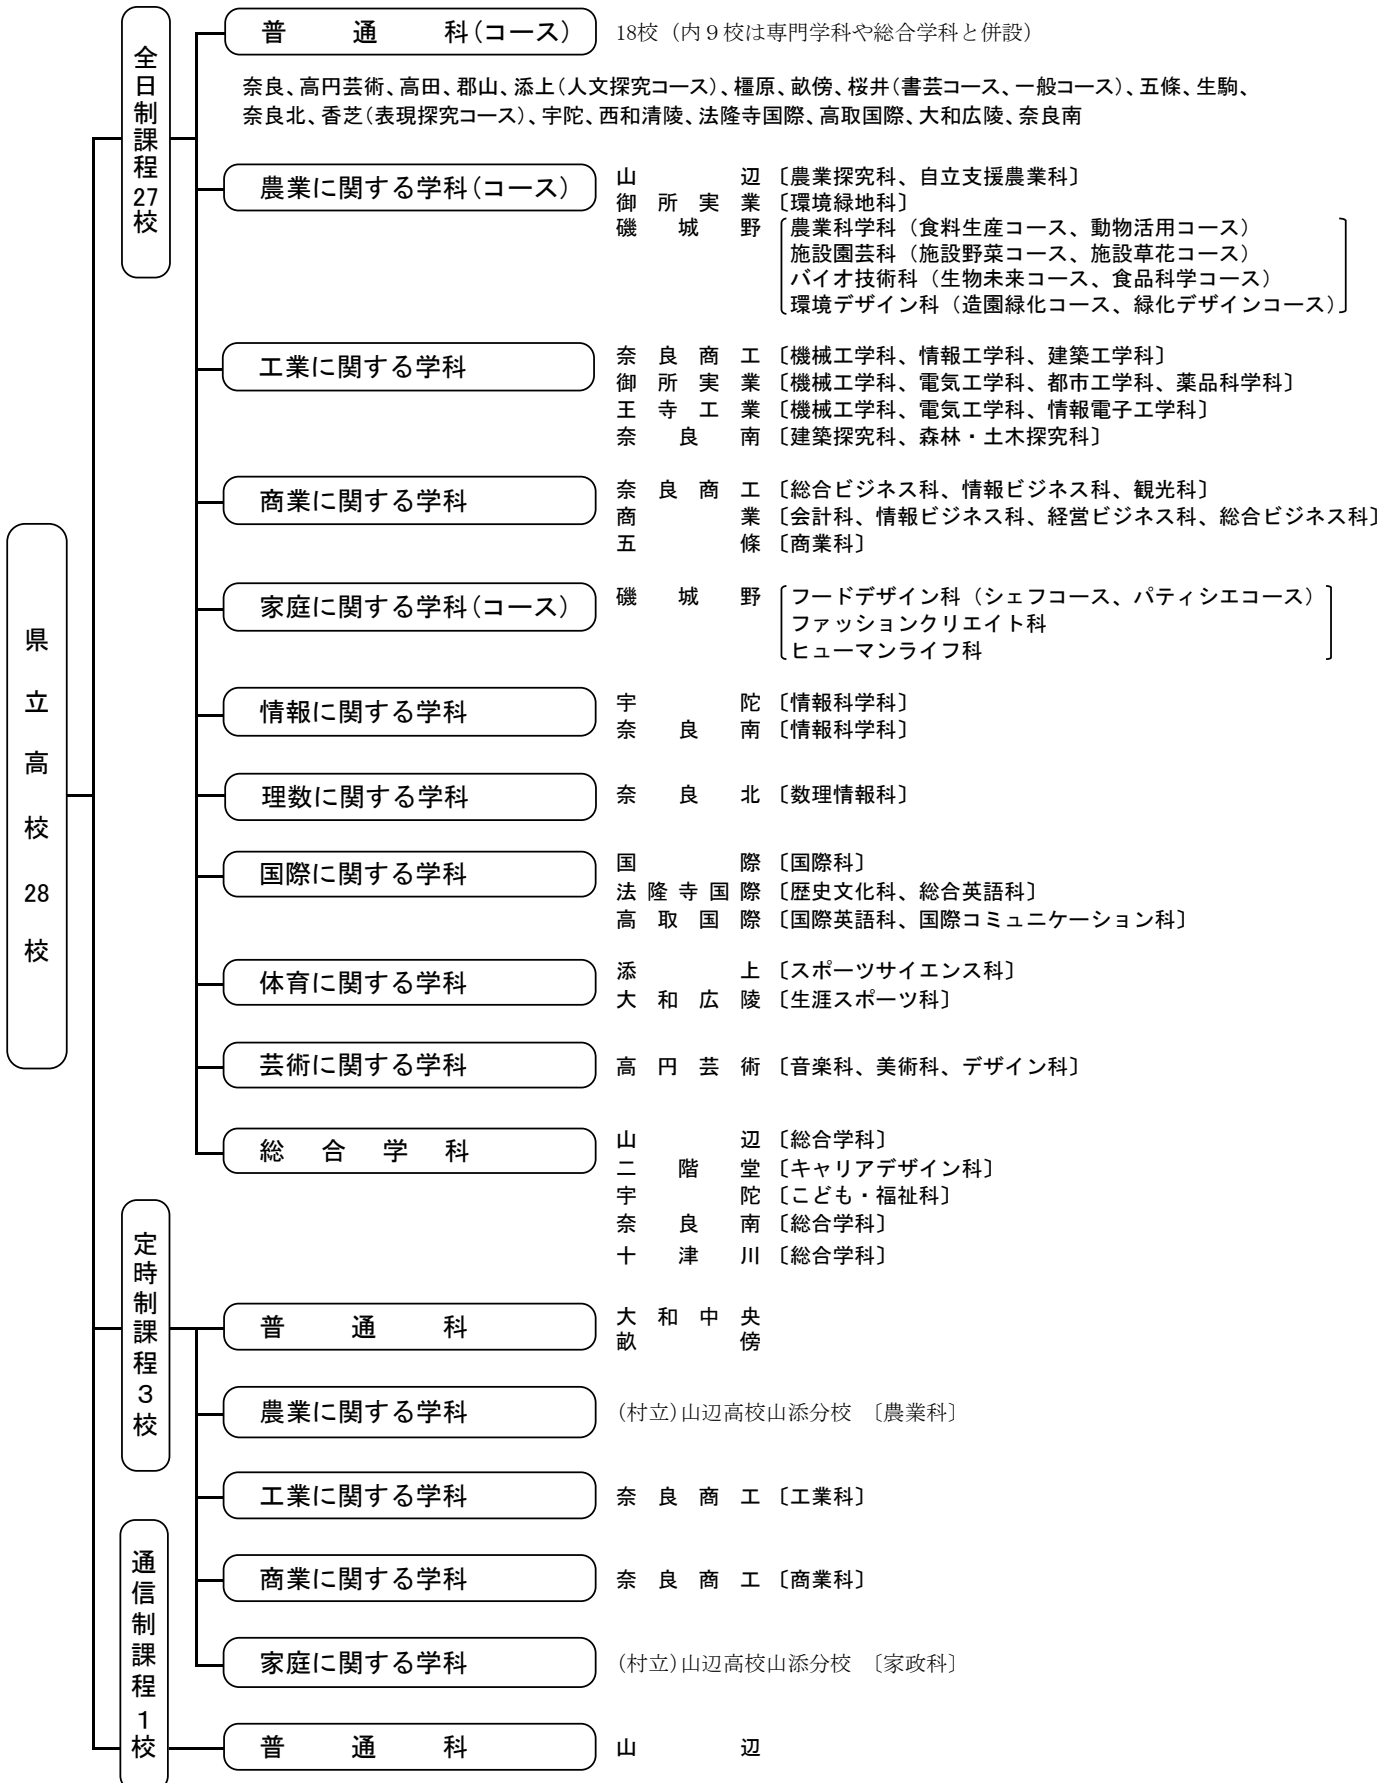 県立高校28校
全日制課程27校
普通科(コース) 18校（内９校は専門学科や総合学科と併設）
奈良、高円芸術、高田、郡山、添上(人文探究コース)、橿原、畝傍、桜井(書芸コース、一般コース)、五條、生駒、
奈良北、香芝(表現探究コース)、宇陀、西和清陵、法隆寺国際、高取国際、大和広陵、奈良南
農業に関する学科(コース)
山辺〔農業探究科、自立支援農業科〕
御所実業〔環境緑地科〕
磯城野〔農業科学科（食料生産コース、動物活用コース）
施設園芸科（施設野菜コース、施設草花コース）
バイオ技術科（生物未来コース、食品科学コース）
環境デザイン科（造園緑化コース、緑化デザインコース）〕
工業に関する学科
奈良商工〔機械工学科、情報工学科、建築工学科〕
御所実業〔機械工学科、電気工学科、都市工学科、薬品科学科〕
王寺工業〔機械工学科、電気工学科、情報電子工学科〕
奈良南〔建築探究科、森林・土木探究科〕
商業に関する学科
奈良商工〔総合ビジネス科、情報ビジネス科、観光科〕
商業〔会計科、情報ビジネス科、経営ビジネス科、総合ビジネス科〕
五條〔商業科〕
家庭に関する学科(コース)
磯城野〔フードデザイン科（シェフコース、パティシエコース）
ファッションクリエイト科
ヒューマンライフ科〕
情報に関する学科
宇陀〔情報科学科〕
奈良南〔情報科学科〕
理数に関する学科
奈良北〔数理情報科〕
国際に関する学科
国際〔国際科〕
法隆寺国際〔歴史文化科、総合英語科〕
高取国際〔国際英語科、国際コミュニケーション科〕
体育に関する学科
添上〔スポーツサイエンス科〕
大和広陵〔生涯スポーツ科〕
芸術に関する学科
高円芸術〔音楽科、美術科、デザイン科〕
総合学科
山辺〔総合学科〕
二階堂〔キャリアデザイン科〕
宇陀〔こども・福祉科〕
奈良南〔総合学科〕
十津川〔総合学科〕
定時制課程３校
普通科
大和中央
畝傍
農業に関する学科
(村立)山辺高校山添分校 〔農業科〕
工業に関する学科
奈良商工〔工業科〕
商業に関する学科
奈良商工〔商業科〕
家庭に関する学科
(村立)山辺高校山添分校 〔家政科〕
通信制課程１校
普通科
山辺